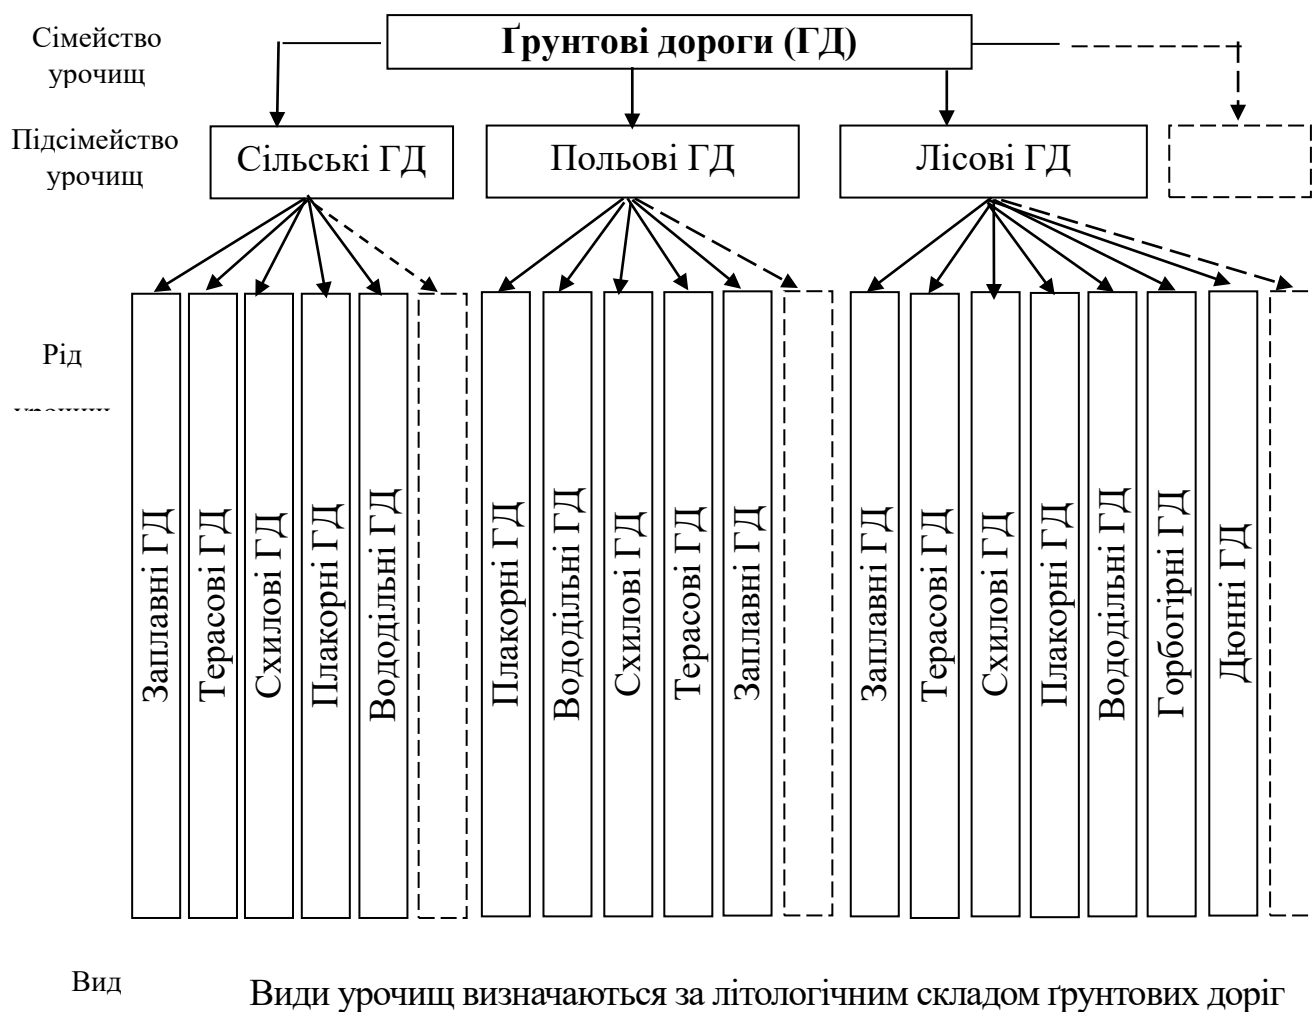 Сімейство
урочищ
Ґрунтові дороги (ГД)
Підсімейство
урочищ
Сільські ГД
Польові ГД
Лісові ГД
Рід
Заплавні ГД
Терасові ГД
Схилові ГД
Плакорні ГД
Вододільні ГД
Плакорні ГД
Вододільні ГД
Схилові ГД
Терасові ГД
Заплавні ГД
Заплавні ГД
Терасові ГД
Схилові ГД
Плакорні ГД
Вододільні ГД
Горбогірні ГД
Дюнні ГД
Вид
Види урочищ визначаються за літологічним складом ґрунтових доріг